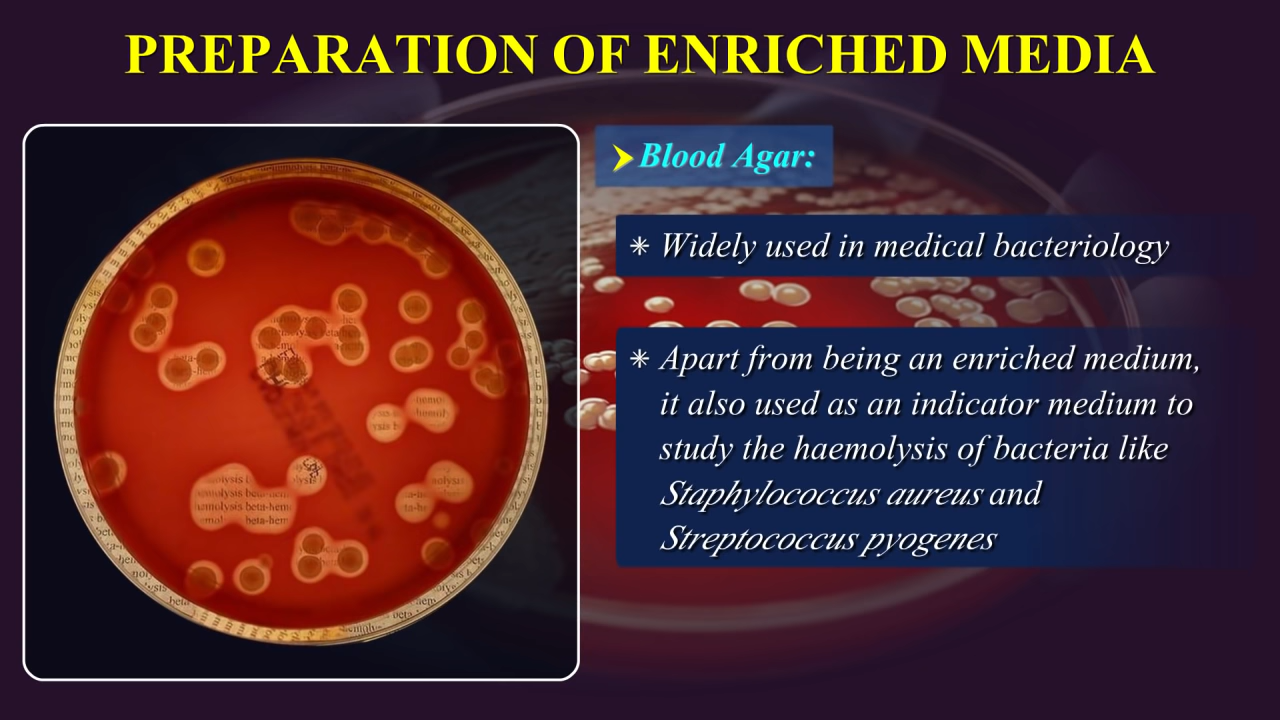 PREPARATION OF ENRICHED MEDIA
Blood Agar:
Widely used in medical bacteriology
Apart from being an enriched medium,
it also used as an indicator medium to
study the haemolysis of bacteria like
Staphylococcus aureus and
Streptococcus pyogenes